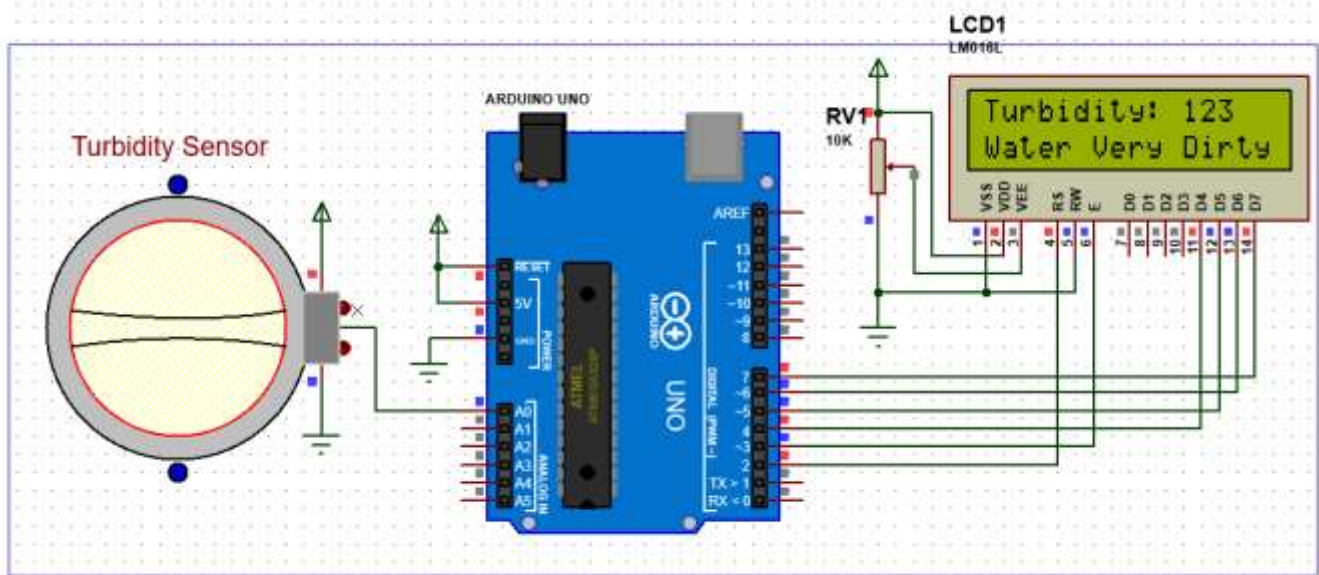 LCD1
LM016L
Turbidity: 123
Water Very Dirty
VSS
VDD
VEE
RS
RW
E
D0
D1
D2
D3
D4
D5
D6
D7
1
2
3
4
5
6
7
8
9
10
11
12
13
14
RV1
10K
Turbidity Sensor
ARDUINO UNO
RESET
5V
GND
POWER
A0
A1
A2
A3
A4
A5
ANALOG IN
ATMEL
ARDUINO
UNO
AREF
13
12
~11
~10
~9
8
7
~6
~5
4
~3
2
TX > 1
RX < 0
DIGITAL (PWM ~)